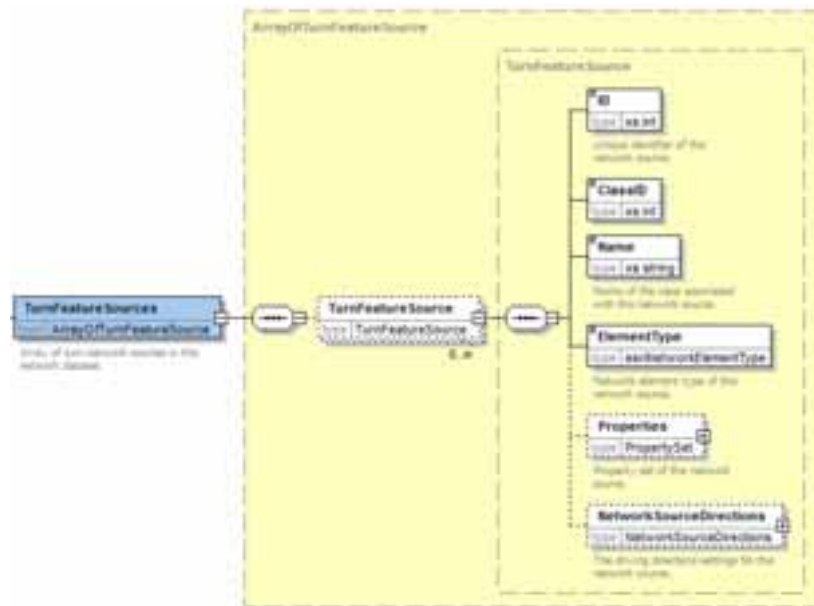 ArrayOfTurnFeatureSource
TurnFeatureSource
ID
type xs:int
Unique identifier of the
network source.
ClassID
type xs:int
Name
type xs:string
Name of the class associated
with the network source.
TurnFeatureSources
type ArrayOfTurnFeatureSource
Array of turn network sources in the
network dataset.
TurnFeatureSource
type TurnFeatureSource
0..∞
ElementType
type esriNetworkElementType
Network element type of the
network source.
Properties
type PropertySet
Property set of the network
source.
NetworkSourceDirections
type NetworkSourceDirections
The driving directions settings for the
network source.